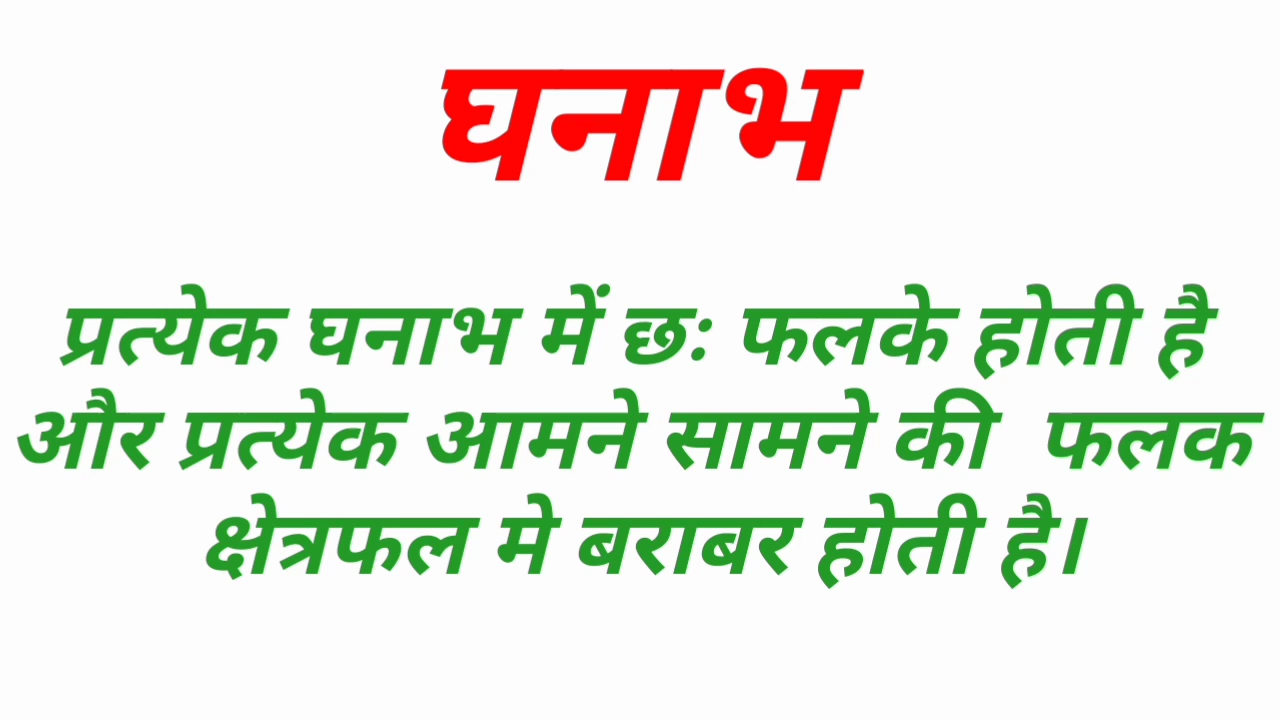 घनाभ
प्रत्येक घनाभ में छः फलके होती है
और प्रत्येक आमने सामने की फलक
क्षेत्रफल मे बराबर होती है।